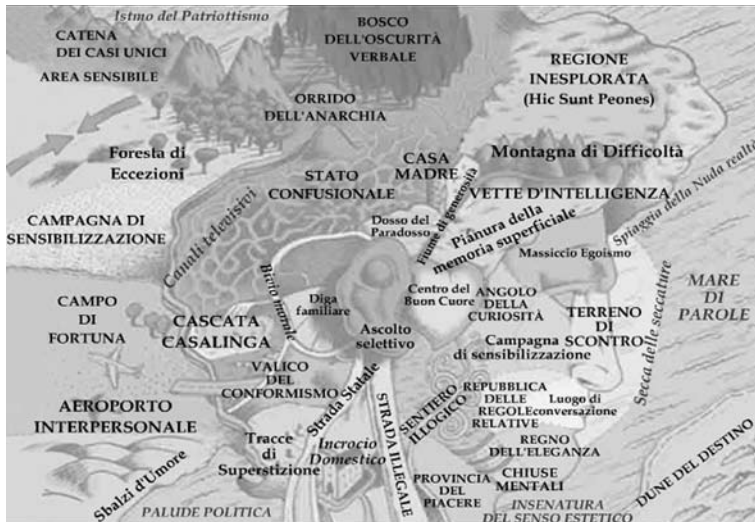 Istmo del Patriottismo
CATENA
DEI CASI UNICI
AREA SENSIBILE
BOSCO
DELL'OSCURITÀ
VERBALE
REGIONE
INESPLORATA
(Hic Sunt Peones)
ORRIDO
DELL'ANARCHIA
Foresta di
Eccezioni
STATO
CONFUSIONALE
CASA
MADRE
Montagna di Difficoltà
VETTE D'INTELLIGENZA
Fiume di generosità
Spiaggia della Nuda realtà
CAMPAGNA DI
SENSIBILIZZAZIONE
Canali televisivi
Dosso del
Paradosso
Pianura della
memoria superficiale
Massiccio Egoismo
Bivio morale
Diga
familiare
Centro del
Buon Cuore
ANGOLO
DELLA
CURIOSITÀ
MARE
DI
PAROLE
CAMPO
DI
FORTUNA
CASCATA
CASALINGA
Ascolto
selettivo
TERRENO
DI
SCONTRO
Campagna
di sensibilizzazione
Secca delle seccature
VALICO
DEL
CONFORMISMO
Strada Statale
STRADA ILLEGALE
SENTIERO
ILLOGICO
REPUBBLICA
DELLE
REGOLE
RELATIVE
Luogo di
conversazione
AEROPORTO
INTERPERSONALE
Tracce
di
Superstizione
Incrocio
Domestico
REGNO
DELL'ELEGANZA
CHIUSE
MENTALI
PROVINCIA
DEL
PIACERE
Sbalzi d'Umore
PALUDE POLITICA
INSENATURA
DEL SENSO ESTETICO
DUNE DEL DESTINO